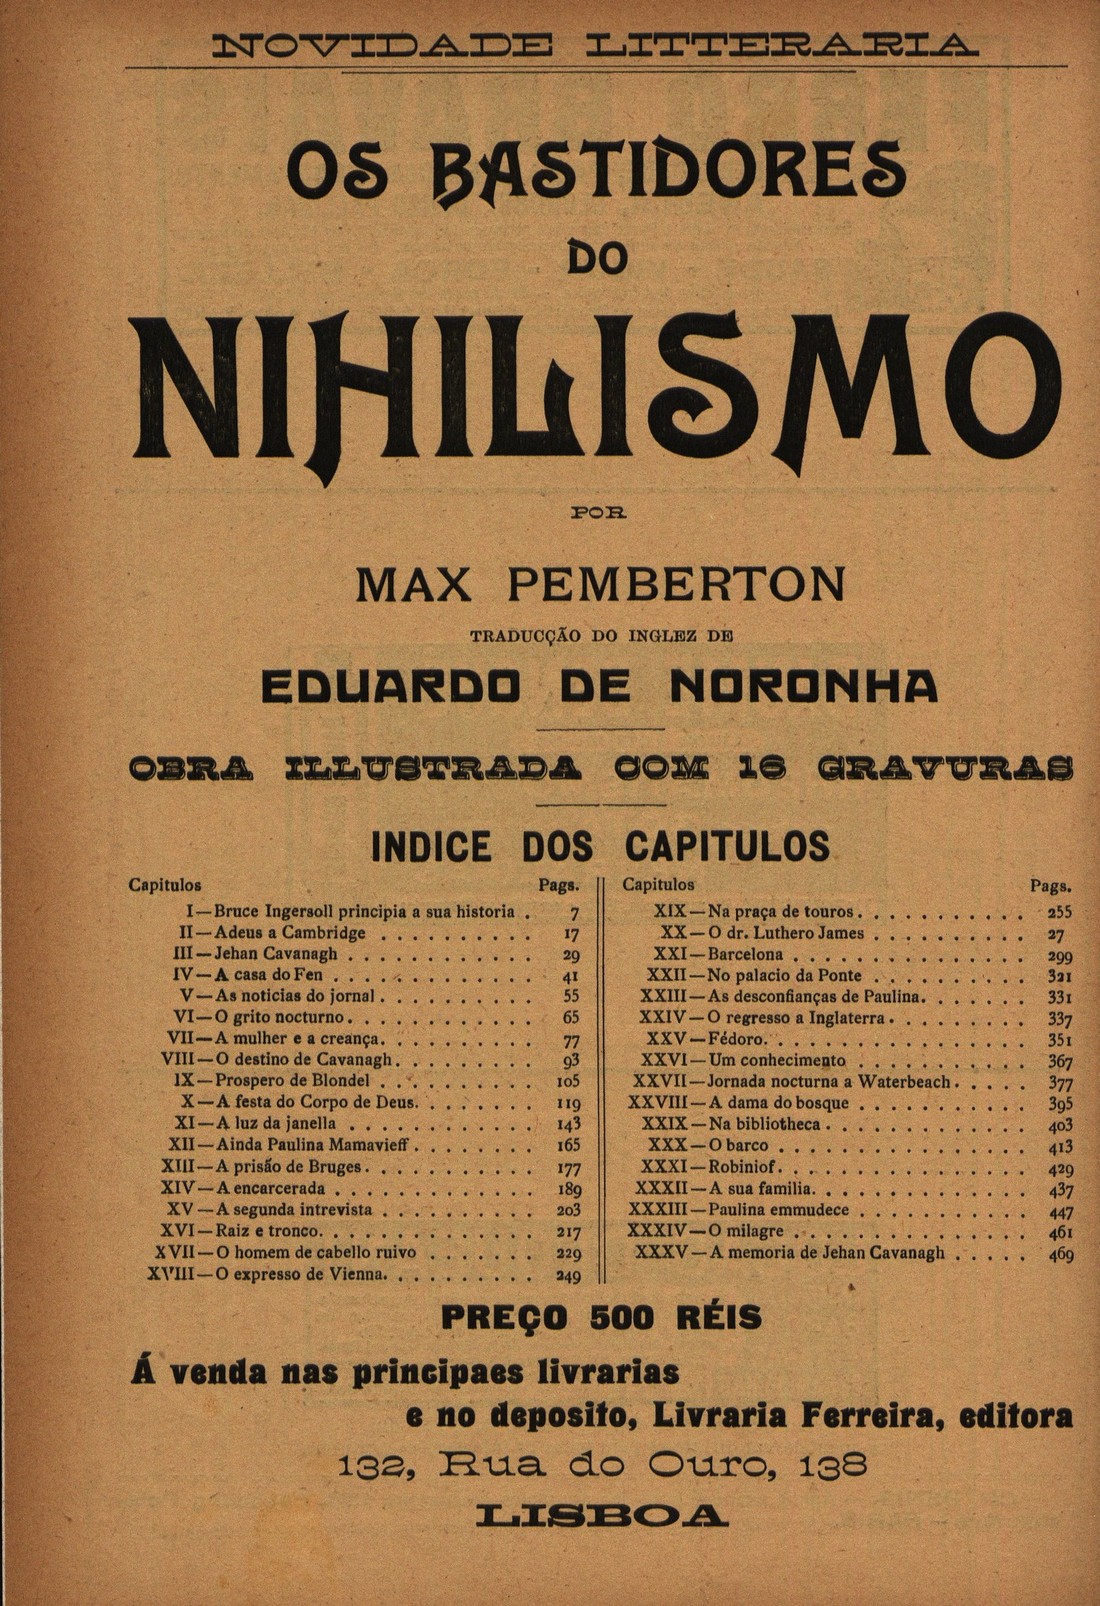 NOVIDADE LITTERARIA
OS BASTIDORES
DO
NIHILISMO
POR
MAX PEMBERTON
TRADUCÇÃO DO INGLEZ DE
EDUARDO DE NORONHA
OBRA ILLUSTRADA COM 16 GRAVURAS
INDICE DOS CAPITULOS
Capitulos Pags.
I—Bruce Ingersoll principia a sua historia . 7
II—Adeus a Cambridge . . . . . . . . . . 17
III—Jehan Cavanagh . . . . . . . . . . . . 29
IV—A casa do Fen . . . . . . . . . . . . . 41
V—As noticias do jornal . . . . . . . . . . 55
VI—O grito nocturno . . . . . . . . . . . . 65
VII—A mulher e a creança. . . . . . . . . . 77
VIII—O destino de Cavanagh. . . . . . . . . 93
IX—Prospero de Blondel . . . . . . . . . . 105
X—A festa do Corpo de Deus. . . . . . . . 119
XI—A luz da janella . . . . . . . . . . . . 143
XII—Ainda Paulina Mamavieff . . . . . . . . 165
XIII—A prisão de Bruges . . . . . . . . . . . 177
XIV—A encarcerada . . . . . . . . . . . . . 189
XV—A segunda intrevista . . . . . . . . . . 203
XVI—Raiz e tronco. . . . . . . . . . . . . . 217
XVII—O homem de cabello ruivo . . . . . . . 229
XVIII—O expresso de Vienna. . . . . . . . . . 249
Capitulos Pags.
XIX—Na praça de touros . . . . . . . . . . . 255
XX—O dr. Luthero James . . . . . . . . . . 27
XXI—Barcelona . . . . . . . . . . . . . . . 299
XXII—No palacio da Ponte . . . . . . . . . . 321
XXIII—As desconfianças de Paulina. . . . . . . 331
XXIV—O regresso a Inglaterra . . . . . . . . . 337
XXV—Fédoro. . . . . . . . . . . . . . . . . 351
XXVI—Um conhecimento . . . . . . . . . . . 367
XXVII—Jornada nocturna a Waterbeach . . . . . 377
XXVIII—A dama do bosque . . . . . . . . . . . 395
XXIX—Na bibliotheca . . . . . . . . . . . . . 403
XXX—O barco . . . . . . . . . . . . . . . . 413
XXXI—Robiniof. . . . . . . . . . . . . . . . 429
XXXII—A sua familia. . . . . . . . . . . . . . 437
XXXIII—Paulina emmudece . . . . . . . . . . . 447
XXXIV—O milagre . . . . . . . . . . . . . . . 461
XXXV—A memoria de Jehan Cavanagh . . . . . 469
PREÇO 500 RÉIS
Á venda nas principaes livrarias
e no deposito, Livraria Ferreira, editora
132, Rua do Ouro, 138
LISBOA